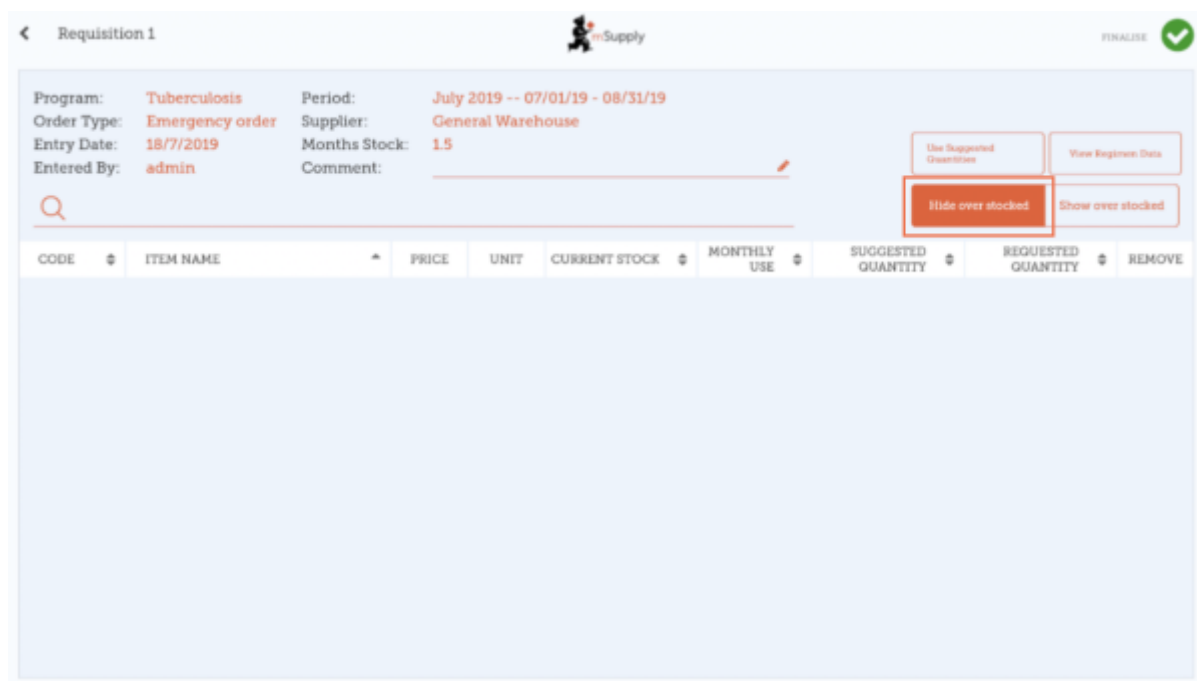 Requisition 1
mSupply
FINALISE
Program: Tuberculosis Period: July 2019 -- 07/01/19 - 08/31/19
Order Type: Emergency order Supplier: General Warehouse
Entry Date: 18/7/2019 Months Stock: 1.5
Entered By: admin Comment:
Use Suggested
Quantities
View Regimen Data
Hide over stocked Show over stocked
CODE ITEM NAME PRICE UNIT CURRENT STOCK MONTHLY USE SUGGESTED QUANTITY REQUESTED QUANTITY REMOVE